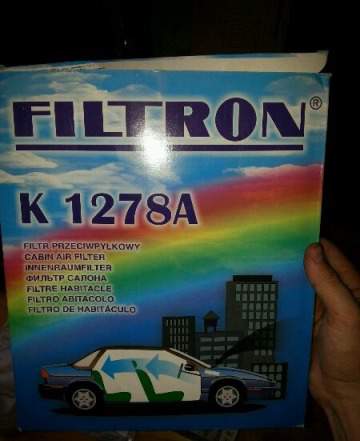 FILTRON®
K 1278A
FILTR PRZECIWPYŁKOWY
CABIN AIR FILTER
INNENRAUMFILTER
ФИЛЬТР САЛОНА
FILTRE HABITACLE
FILTRO ABITACOLO
FILTRO DE HABITÁCULO